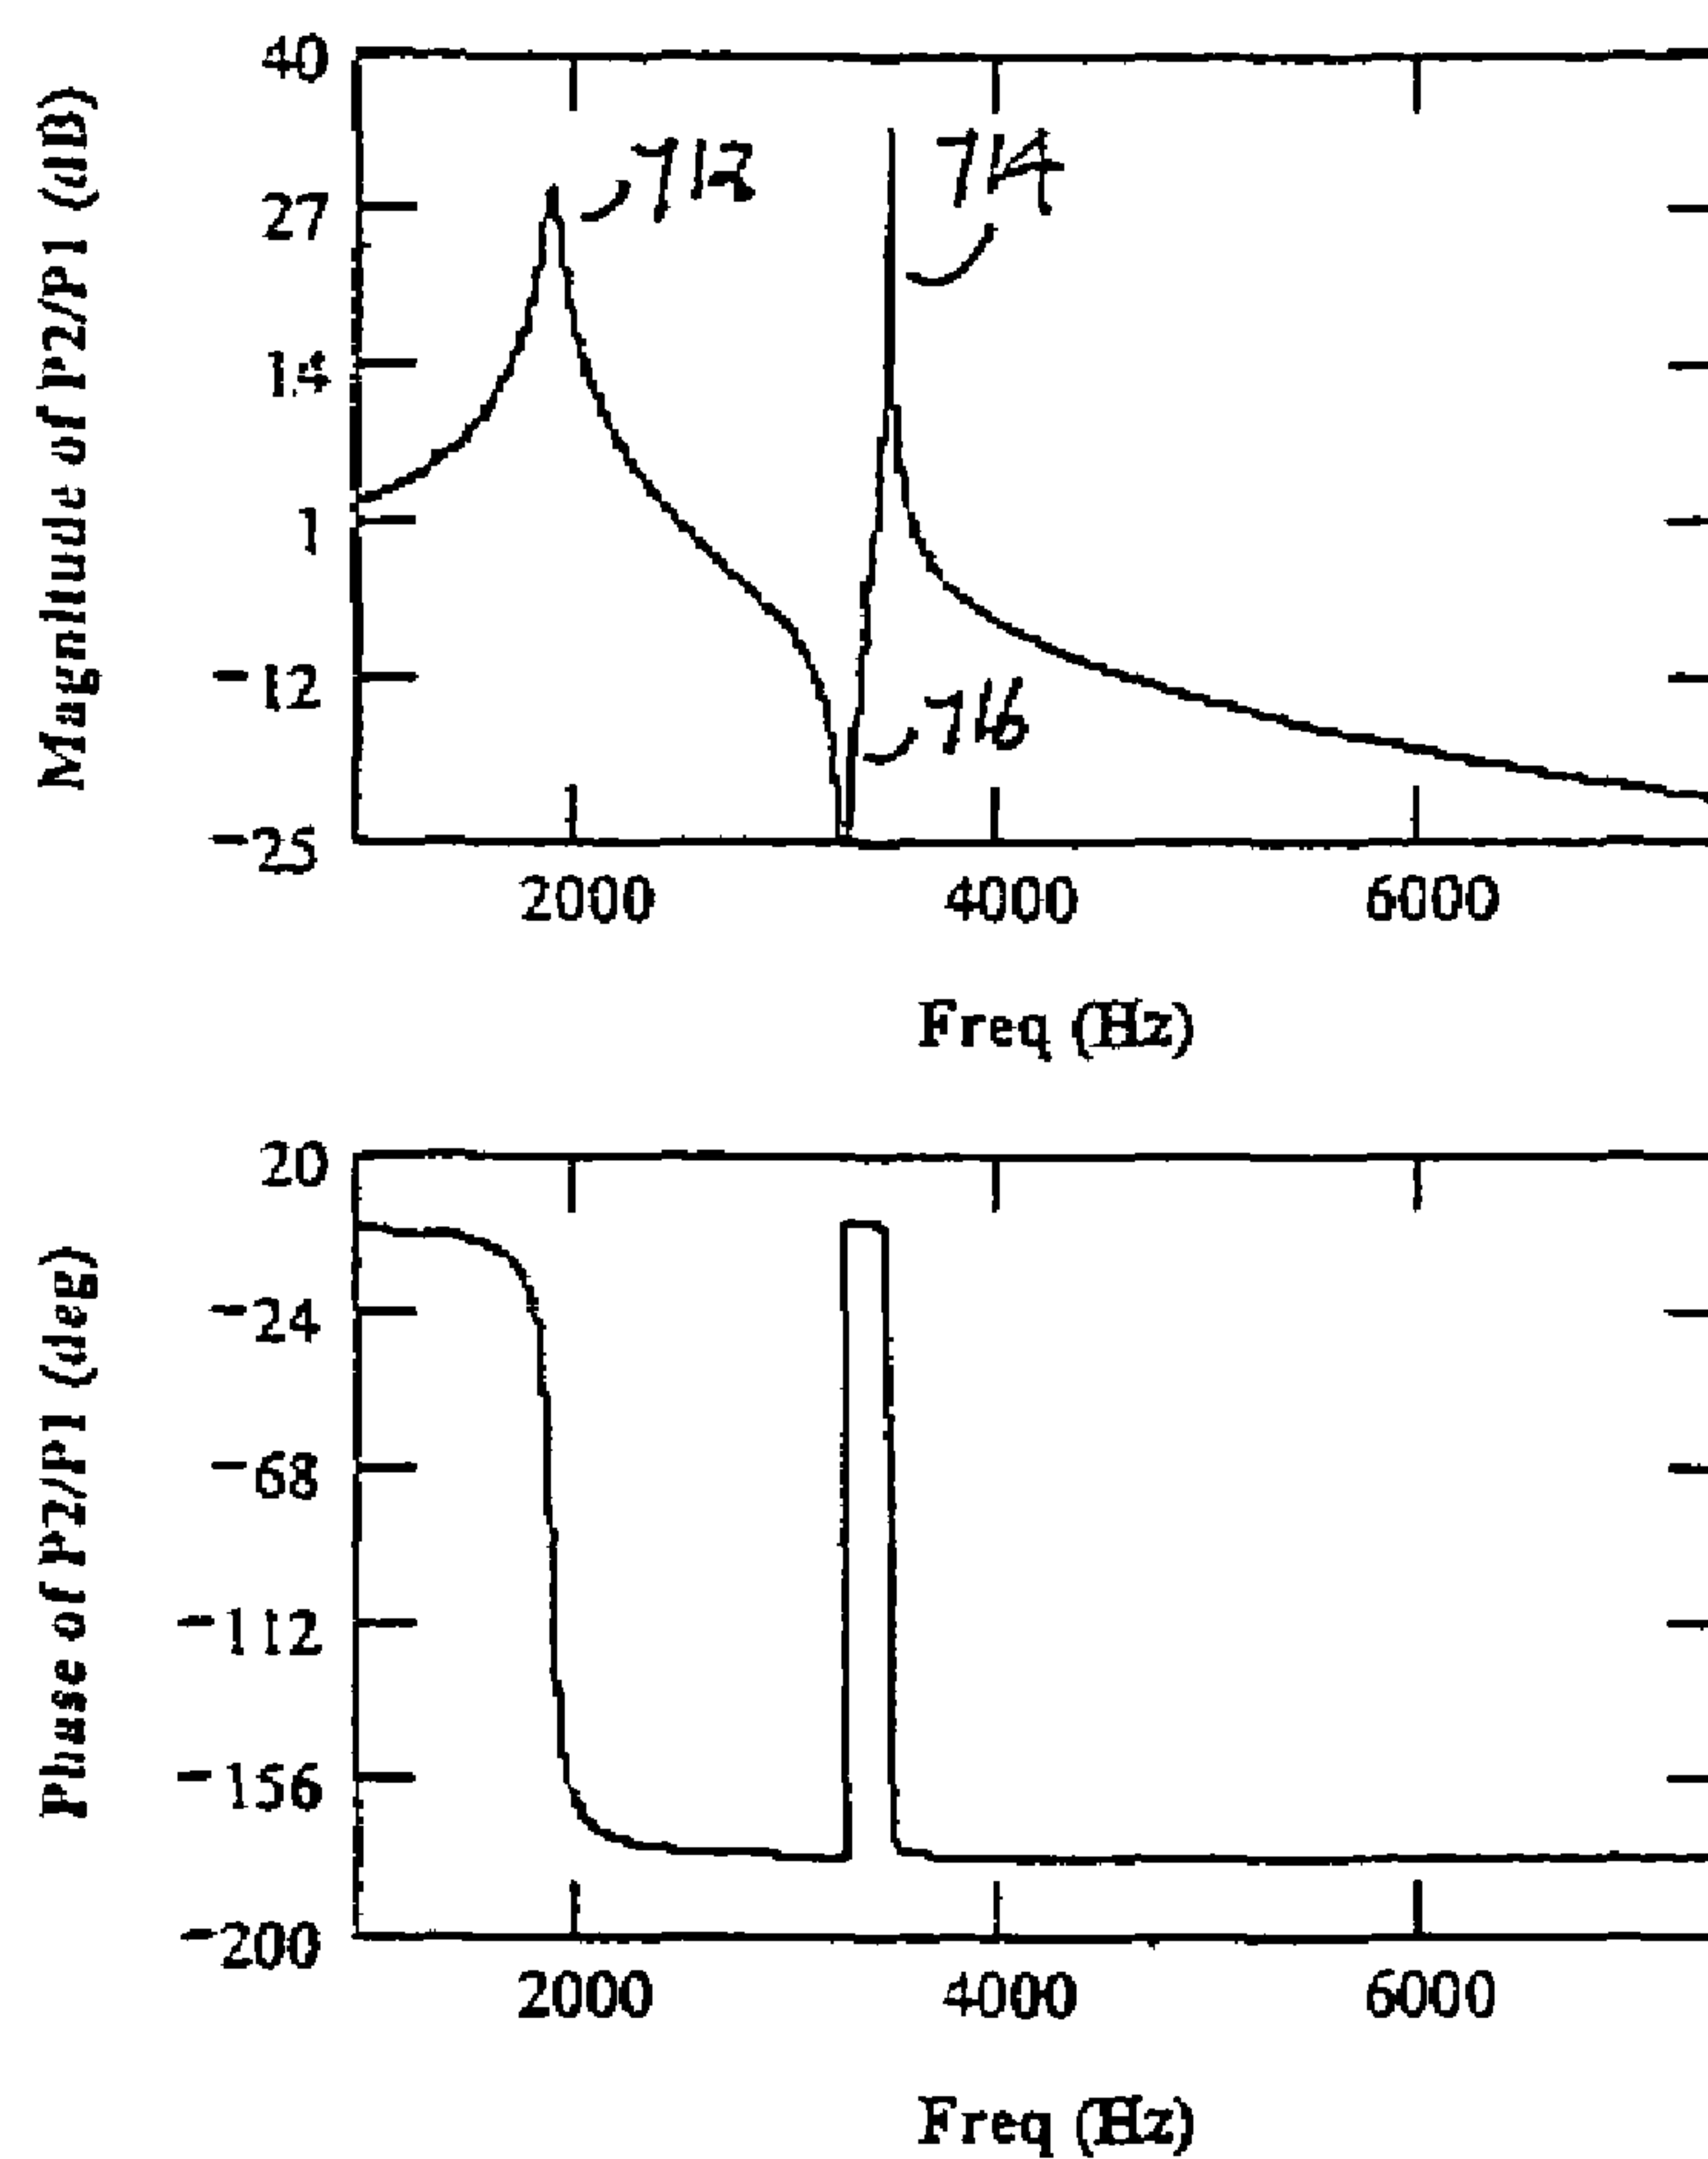 Magnitude of P2/P1 (dB)
40
27
14
1
-12
-25
712
714
716
2000 4000 6000
Freq (Hz)
Phase of P2/P1 (deg)
20
-24
-68
-112
-156
-200
2000 4000 6000
Freq (Hz)